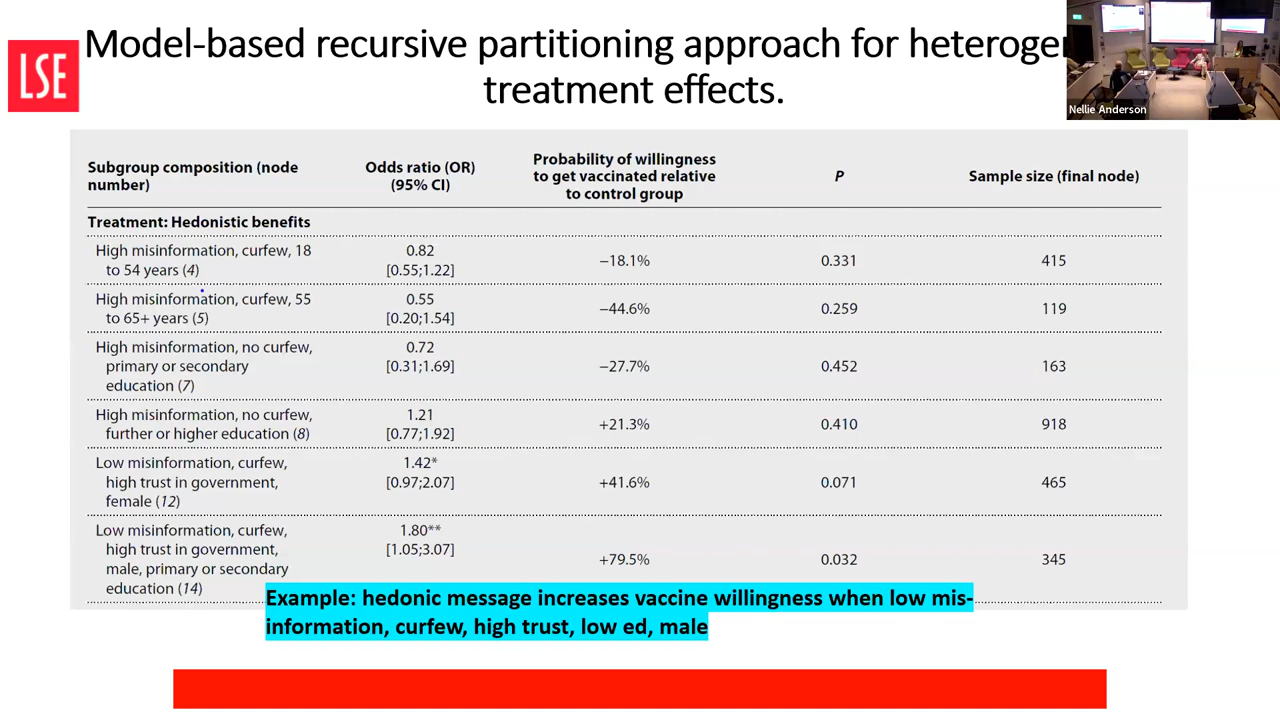 LSE
Model-based recursive partitioning approach for heteroge
treatment effects.
Nellie Anderson
Subgroup composition (node
number)
Odds ratio (OR)
(95% CI)
Probability of willingness
to get vaccinated relative
to control group
P
Sample size (final node)
Treatment: Hedonistic benefits
High misinformation, curfew, 18
to 54 years (4)
0.82
[0.55;1.22]
−18.1%
0.331
415
High misinformation, curfew, 55
to 65+ years (5)
0.55
[0.20;1.54]
−44.6%
0.259
119
High misinformation, no curfew,
primary or secondary
education (7)
0.72
[0.31;1.69]
−27.7%
0.452
163
High misinformation, no curfew,
further or higher education (8)
1.21
[0.77;1.92]
+21.3%
0.410
918
Low misinformation, curfew,
high trust in government,
female (12)
1.42*
[0.97;2.07]
+41.6%
0.071
465
Low misinformation, curfew,
high trust in government,
male, primary or secondary
education (14)
1.80**
[1.05;3.07]
+79.5%
0.032
345
Example: hedonic message increases vaccine willingness when low mis-
information, curfew, high trust, low ed, male